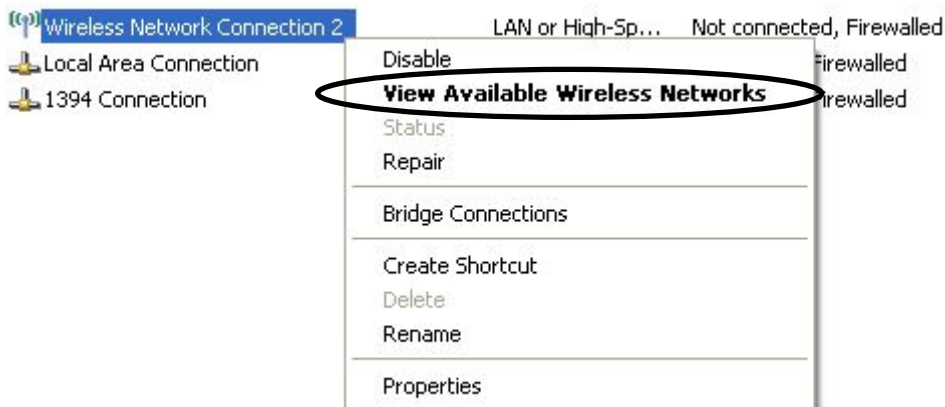 Wireless Network Connection 2 LAN or High-Sp... Not connected, Firewalled
Local Area Connection Firewalled
1394 Connection Firewalled
Disable
View Available Wireless Networks
Status
Repair
Bridge Connections
Create Shortcut
Delete
Rename
Properties